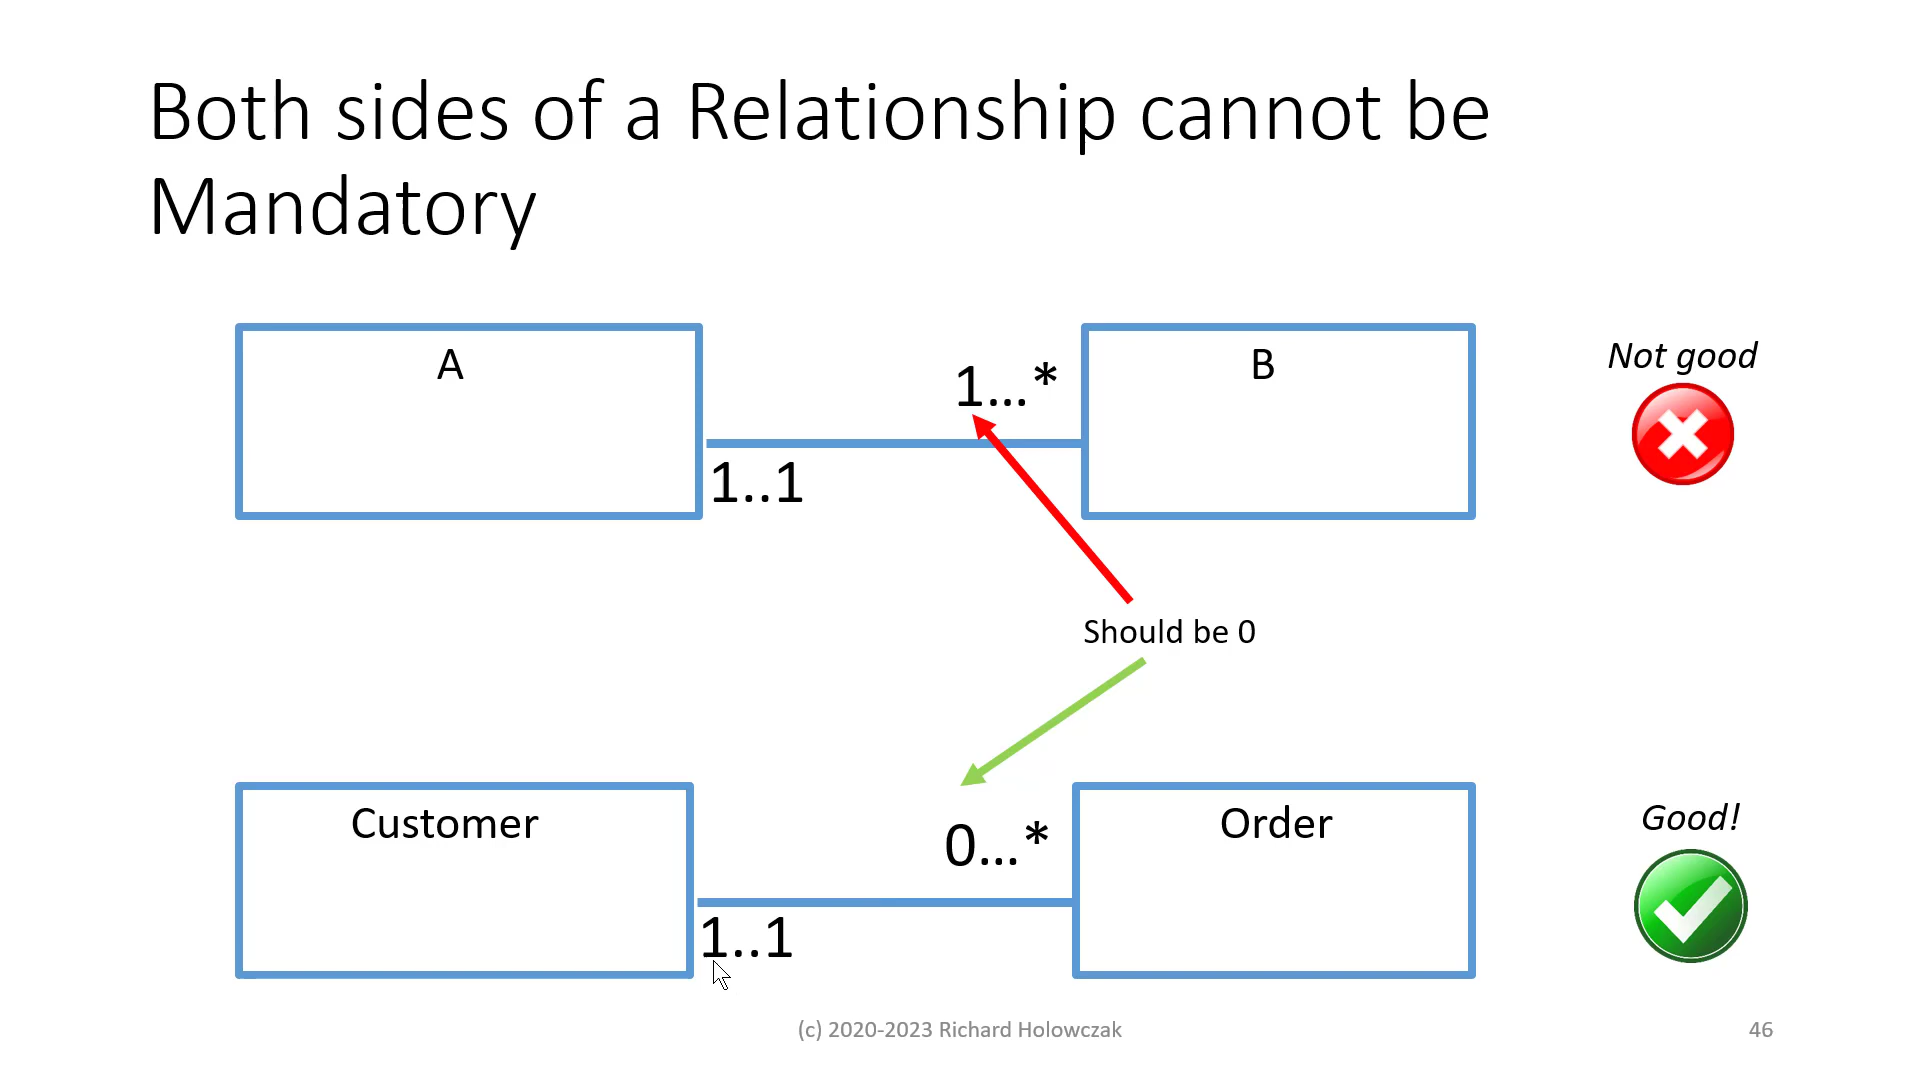 Both sides of a Relationship cannot be
Mandatory
A
1...*
B
Not good
1..1
Should be 0
Customer
0...*
Order
Good!
1..1
(c) 2020-2023 Richard Holowczak
46